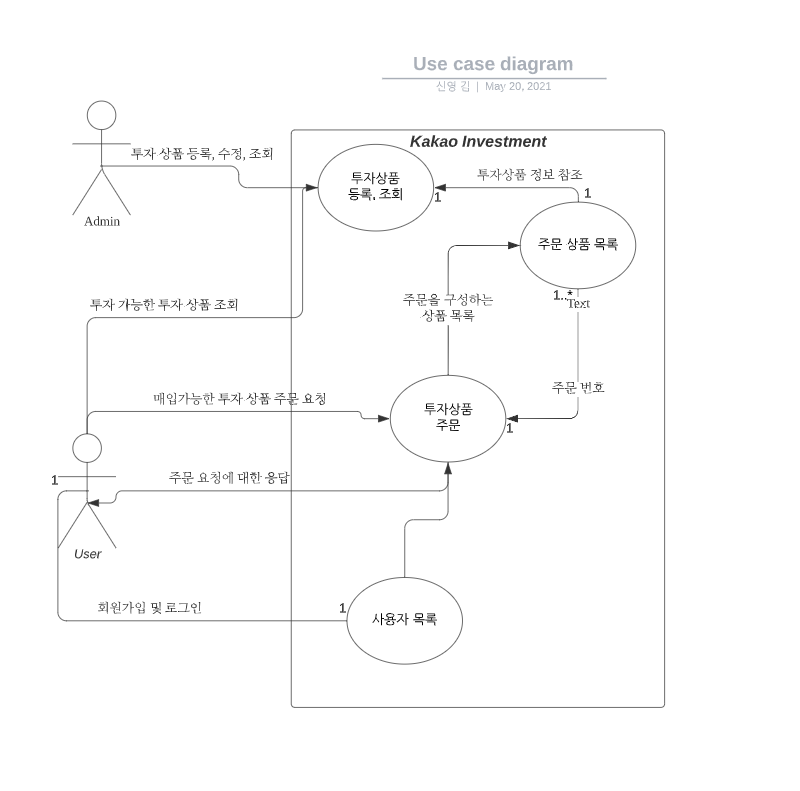 Use case diagram
신영 김 | May 20, 2021
Kakao Investment
투자 상품 등록, 수정, 조회
투자상품
등록, 조회
투자상품 정보 참조
1
1
Admin
주문 상품 목록
1..*
Text
투자 가능한 투자 상품 조회
주문을 구성하는
상품 목록
주문 번호
매입가능한 투자 상품 주문 요청
투자상품
주문
1
1
주문 요청에 대한 응답
User
회원가입 및 로그인
1
사용자 목록